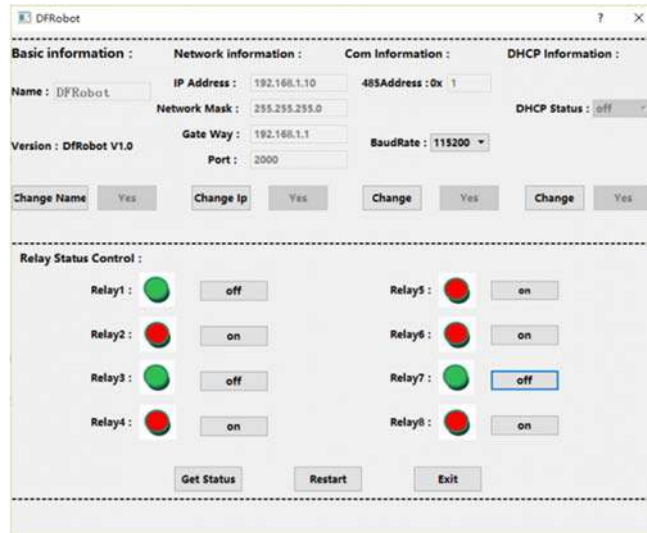 DFRobot ? ×
Basic information : Network information : Com Information : DHCP Information :
Name : DFRobot IP Address : 192.168.1.10 485Address :0x 1
Network Mask : 255.255.255.0 DHCP Status : off
Version : DfRobot V1.0 Gate Way : 192.168.1.1 BaudRate : 115200
Port : 2000
Change Name Yes Change Ip Yes Change Yes Change Yes
Relay Status Control :
Relay1 : off Relay5 : on
Relay2 : on Relay6 : on
Relay3 : off Relay7 : off
Relay4 : on Relay8 : on
Get Status Restart Exit